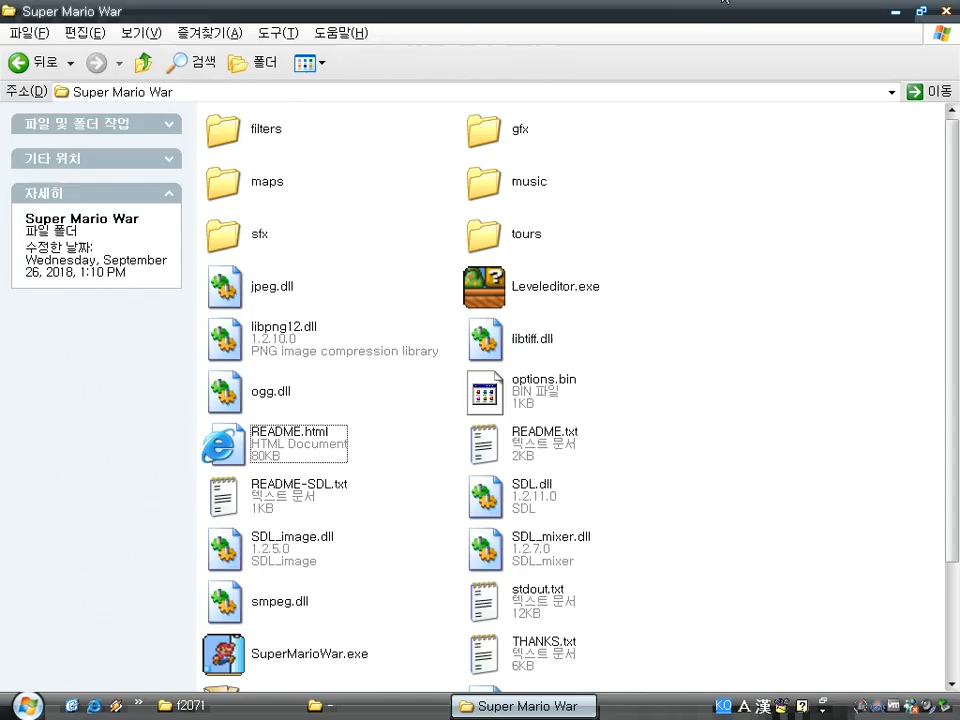 Super Mario War
파일(F) 편집(E) 보기(V) 즐겨찾기(A) 도구(T) 도움말(H)
뒤로 검색 폴더
주소(D) Super Mario War 이동
파일 및 폴더 작업
기타 위치
자세히
Super Mario War
파일 폴더
수정한 날짜:
Wednesday, September
26, 2018, 1:10 PM
filters
gfx
maps
music
sfx
tours
jpeg.dll
Leveleditor.exe
libpng12.dll
1.2.10.0
PNG image compression library
libtiff.dll
ogg.dll
options.bin
BIN 파일
1KB
README.html
HTML Document
80KB
README.txt
텍스트 문서
2KB
README-SDL.txt
텍스트 문서
1KB
SDL.dll
1.2.11.0
SDL
SDL_image.dll
1.2.5.0
SDL_image
SDL_mixer.dll
1.2.7.0
SDL_mixer
smpeg.dll
stdout.txt
텍스트 문서
12KB
SuperMarioWar.exe
THANKS.txt
텍스트 문서
6KB
f2071 - Super Mario War KO A 漢